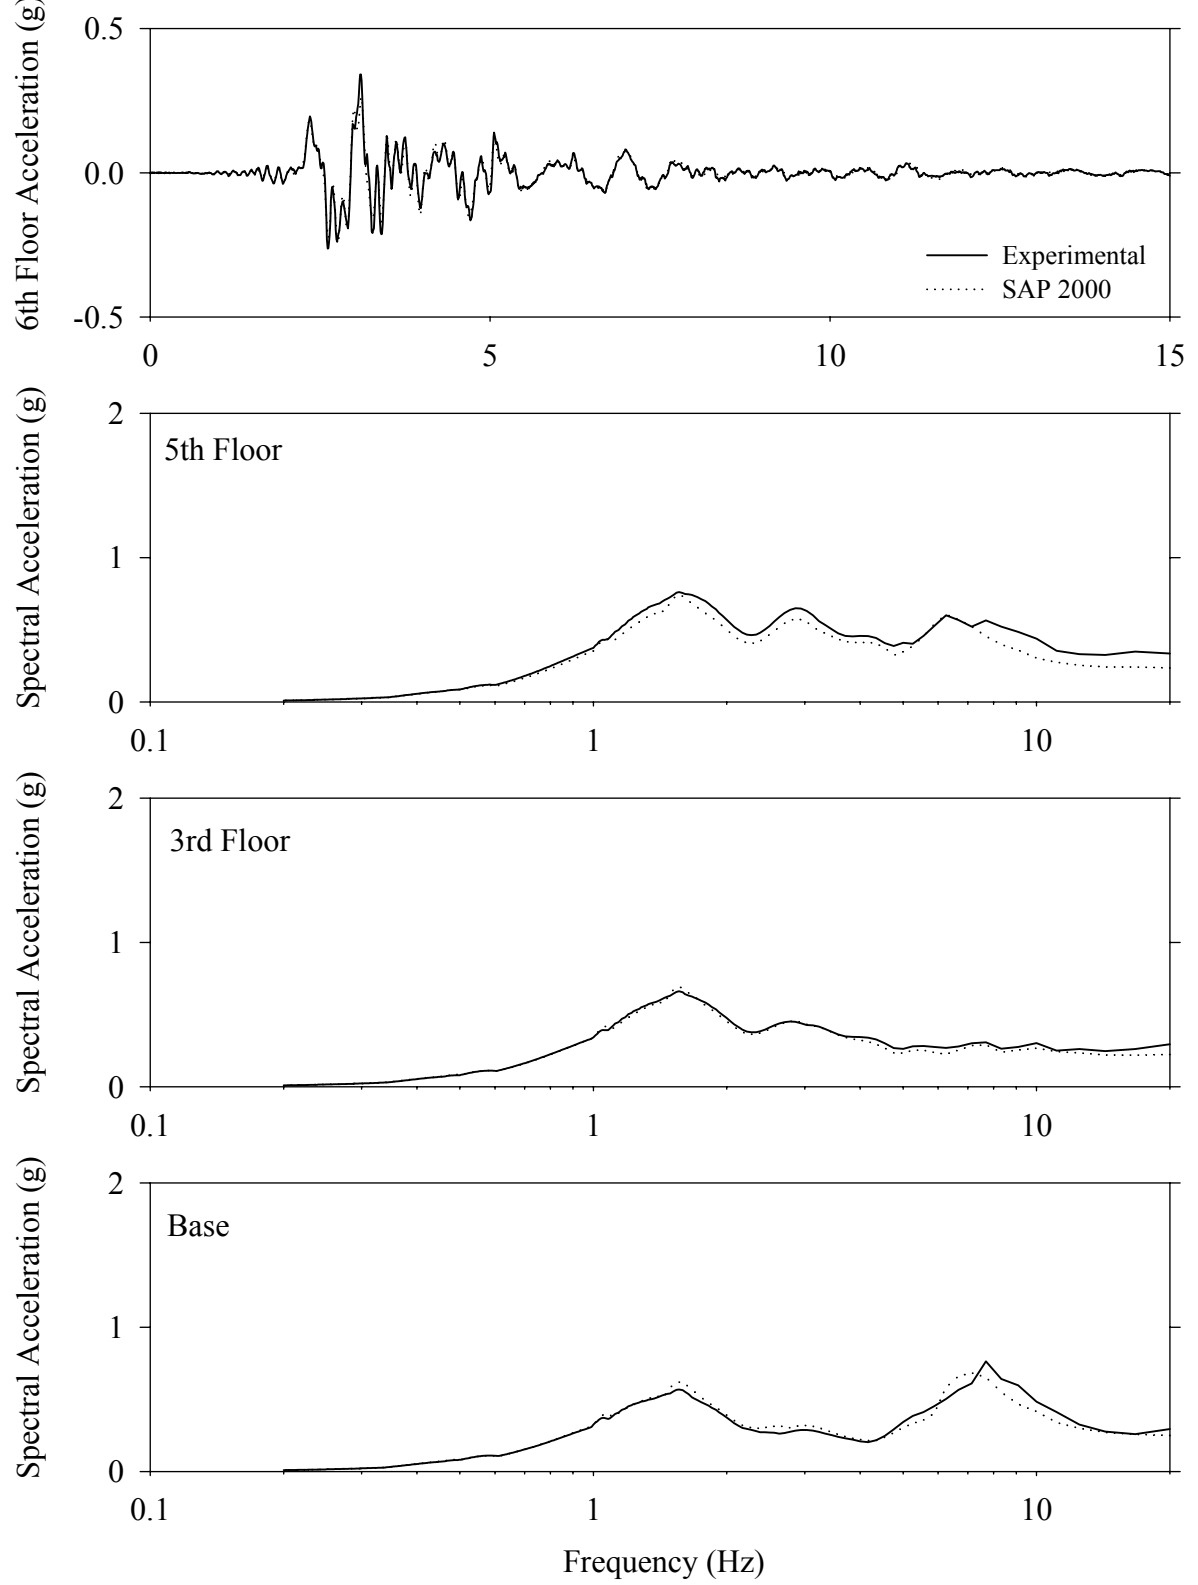 6th Floor Acceleration (g)
0.5
0.0
-0.5
Experimental
SAP 2000
0 5 10 15
Spectral Acceleration (g)
2
5th Floor
1
0
0.1 1 10
Spectral Acceleration (g)
2
3rd Floor
1
0
0.1 1 10
Spectral Acceleration (g)
2
Base
1
0
0.1 1 10
Frequency (Hz)